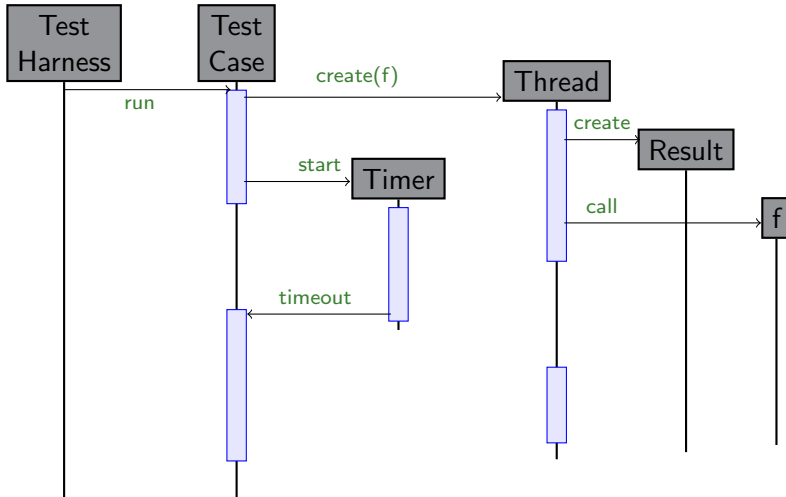 Test
Harness
Test
Case
Thread
create(f)
run
create
Result
start
Timer
call
f
timeout